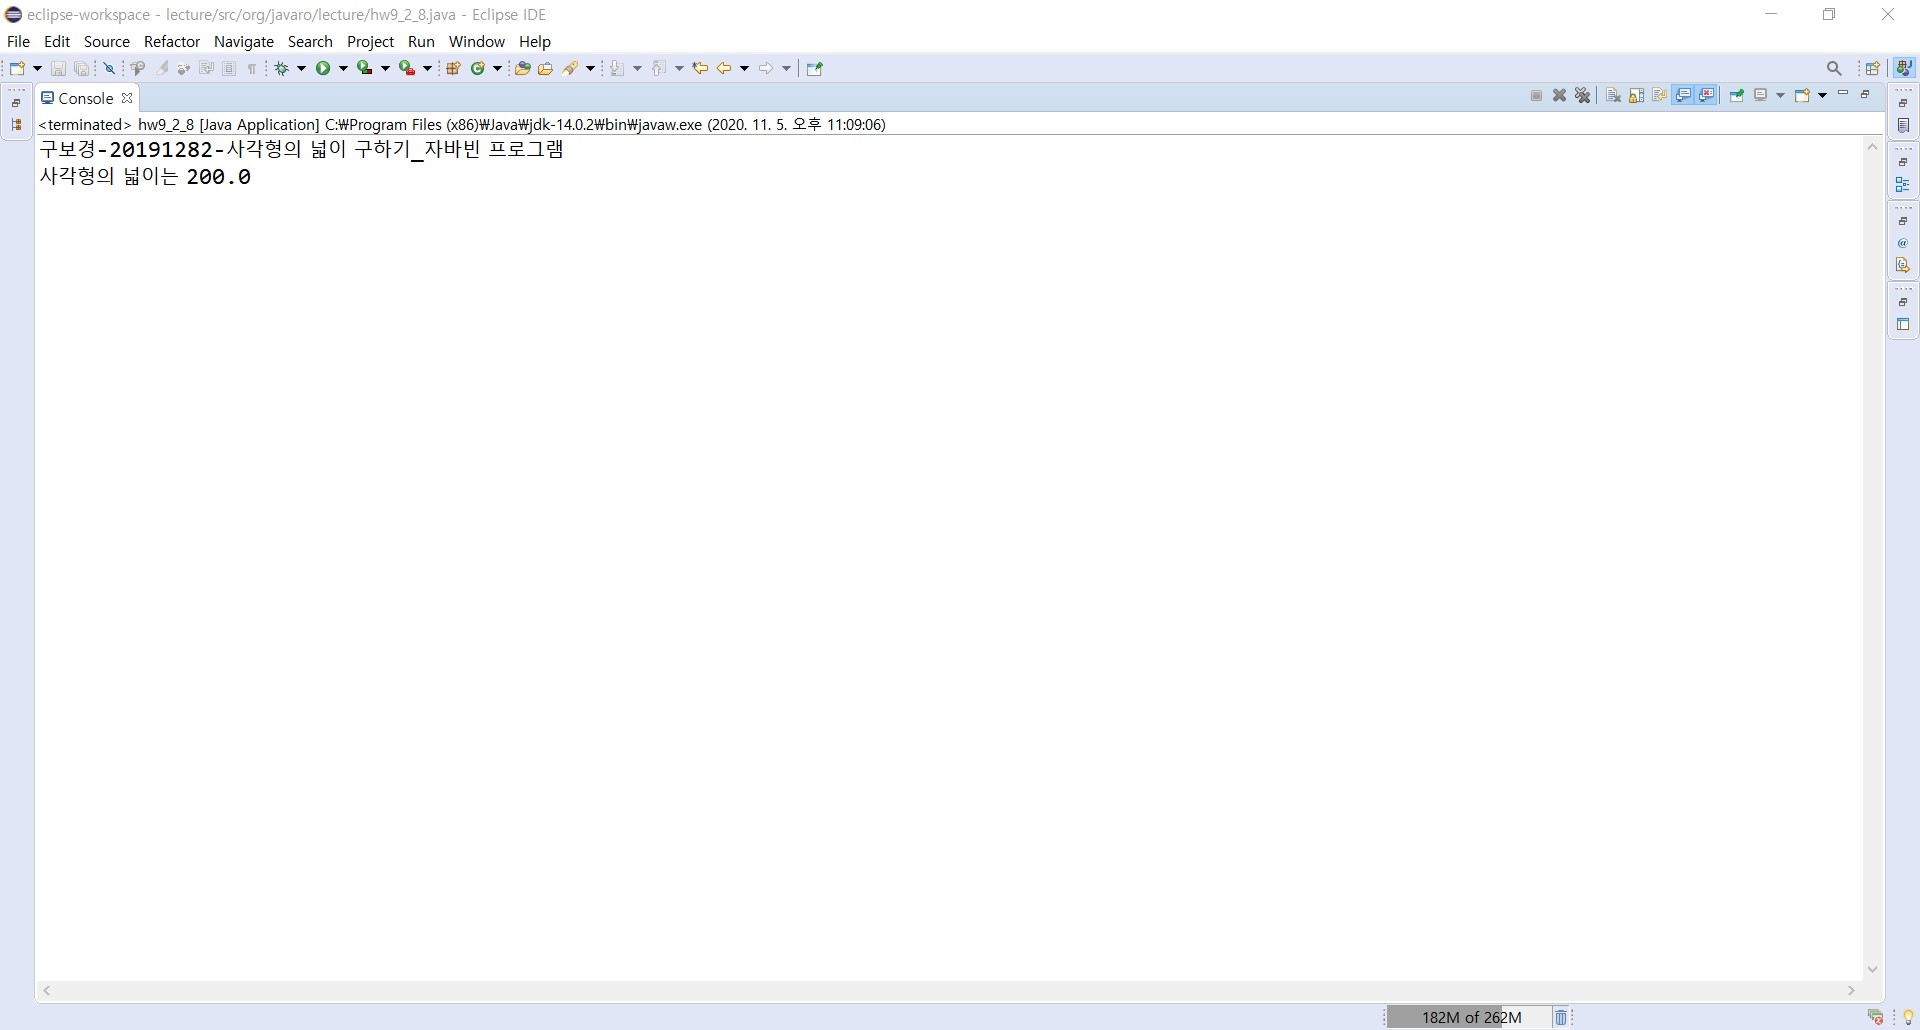 eclipse-workspace - lecture/src/org/javaro/lecture/hw9_2_8.java - Eclipse IDE
File Edit Source Refactor Navigate Search Project Run Window Help
Console
<terminated> hw9_2_8 [Java Application] C:₩Program Files (x86)₩Java₩jdk-14.0.2₩bin₩javaw.exe (2020. 11. 5. 오후 11:09:06)
구보경-20191282-사각형의 넓이 구하기_자바빈 프로그램
사각형의 넓이는 200.0
182M of 262M